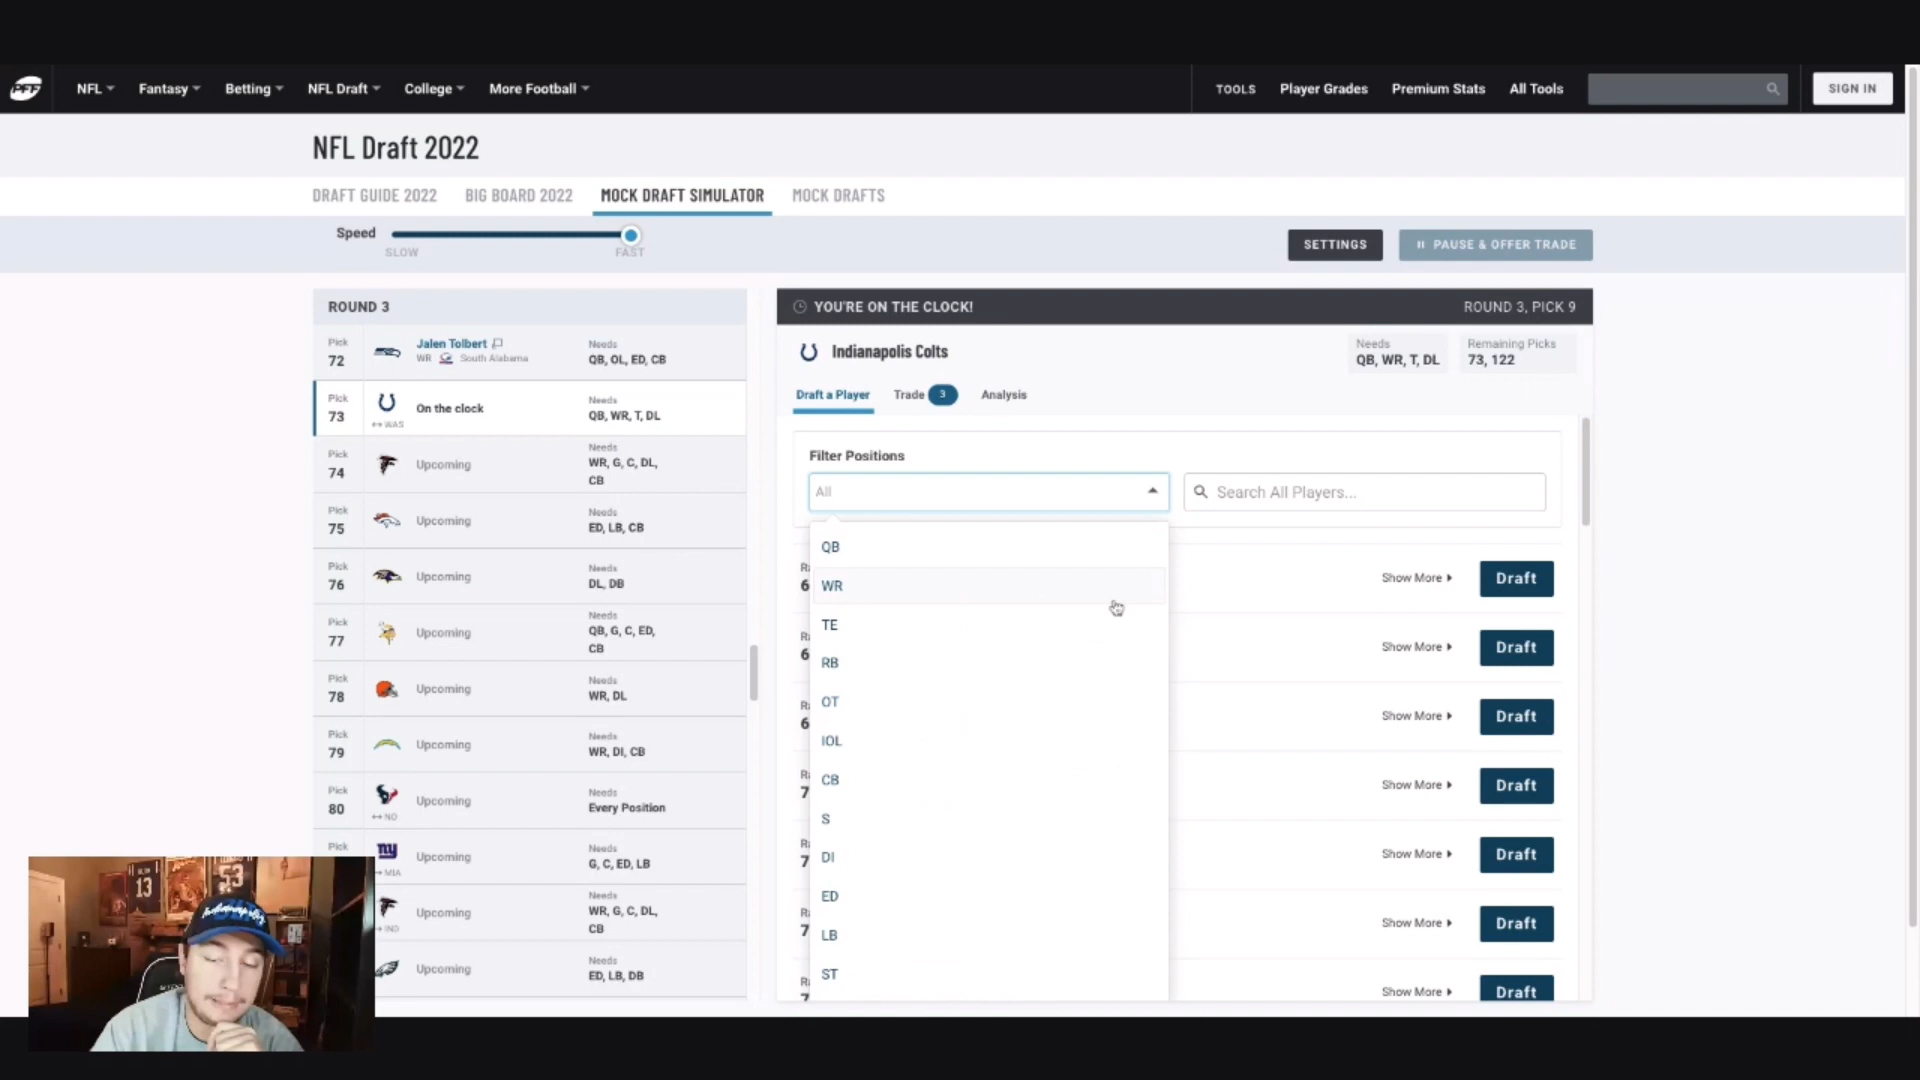 PFF
NFL
Fantasy
Betting
NFL Draft
College
More Football
TOOLS
Player Grades
Premium Stats
All Tools
SIGN IN
NFL Draft 2022
DRAFT GUIDE 2022
BIG BOARD 2022
MOCK DRAFT SIMULATOR
MOCK DRAFTS
Speed
SLOW
FAST
SETTINGS
PAUSE & OFFER TRADE
ROUND 3
Pick
72
Jalen Tolbert
WR South Alabama
Needs
QB, OL, ED, CB
Pick
73
↔ WAS
On the clock
Needs
QB, WR, T, DL
Pick
74
Upcoming
Needs
WR, G, C, DL,
CB
Pick
75
Upcoming
Needs
ED, LB, CB
Pick
76
Upcoming
Needs
DL, DB
Pick
77
Upcoming
Needs
QB, G, C, ED,
CB
Pick
78
Upcoming
Needs
WR, DL
Pick
79
Upcoming
Needs
WR, DI, CB
Pick
80
↔ NO
Upcoming
Needs
Every Position
Pick
ny
↔ MIA
Upcoming
Needs
G, C, ED, LB
IND
Upcoming
Needs
WR, G, C, DL,
CB
Upcoming
Needs
ED, LB, DB
YOU'RE ON THE CLOCK!
ROUND 3, PICK 9
Indianapolis Colts
Needs
QB, WR, T, DL
Remaining Picks
73, 122
Draft a Player
Trade 3
Analysis
Filter Positions
All
Search All Players...
QB
WR
TE
RB
OT
IOL
CB
S
DI
ED
LB
ST
Show More
Draft
Show More
Draft
Show More
Draft
Show More
Draft
Show More
Draft
Show More
Draft
Show More
Draft
13
53
Indianapolis